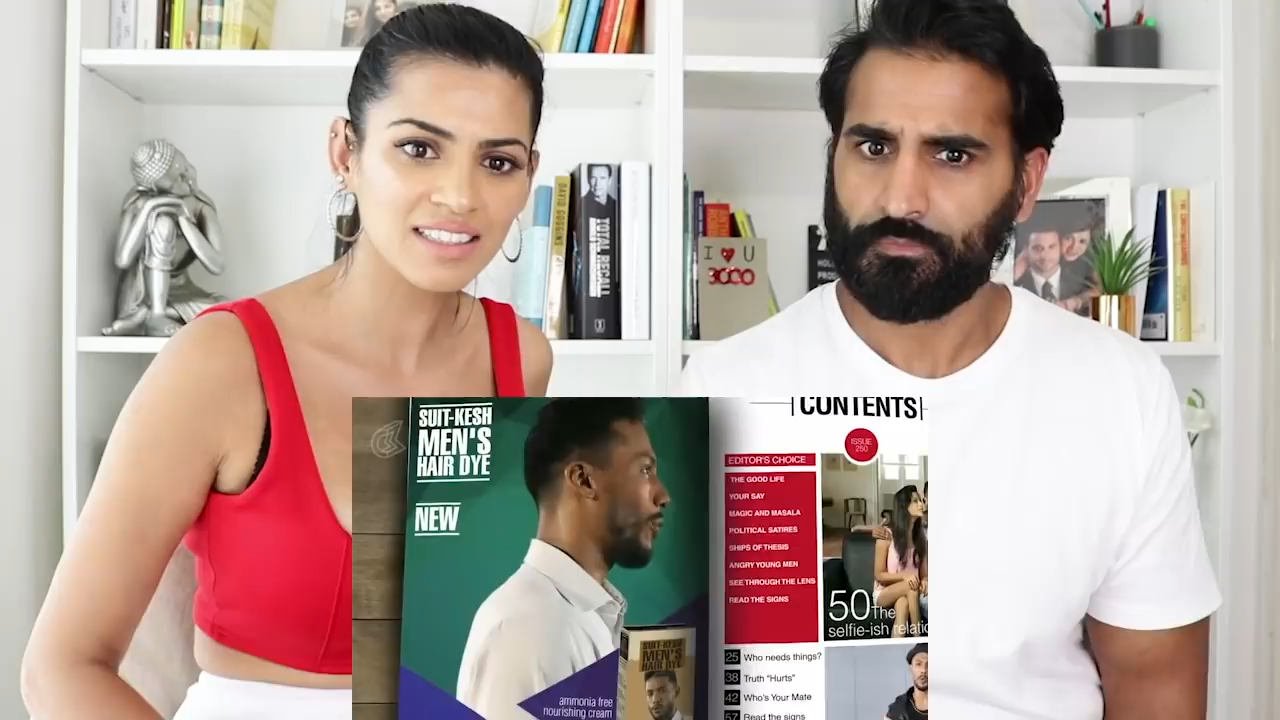 DAVID GOGGINS
TOTAL RECALL
I ♥ U
3000
SUIT-KESH
MEN'S
HAIR DYE
NEW
SUIT-KESH
MEN'S
HAIR DYE
ammonia free
nourishing cream
CONTENTS
ISSUE
250
EDITOR'S CHOICE
THE GOOD LIFE
YOUR SAY
MAGIC AND MASALA
POLITICAL SATIRES
SHIPS OF THESIS
ANGRY YOUNG MEN
SEE THROUGH THE LENS
READ THE SIGNS
50 The
selfie-ish
25 Who needs things?
38 Truth "Hurts"
42 Who's Your Mate
57 Read the signs